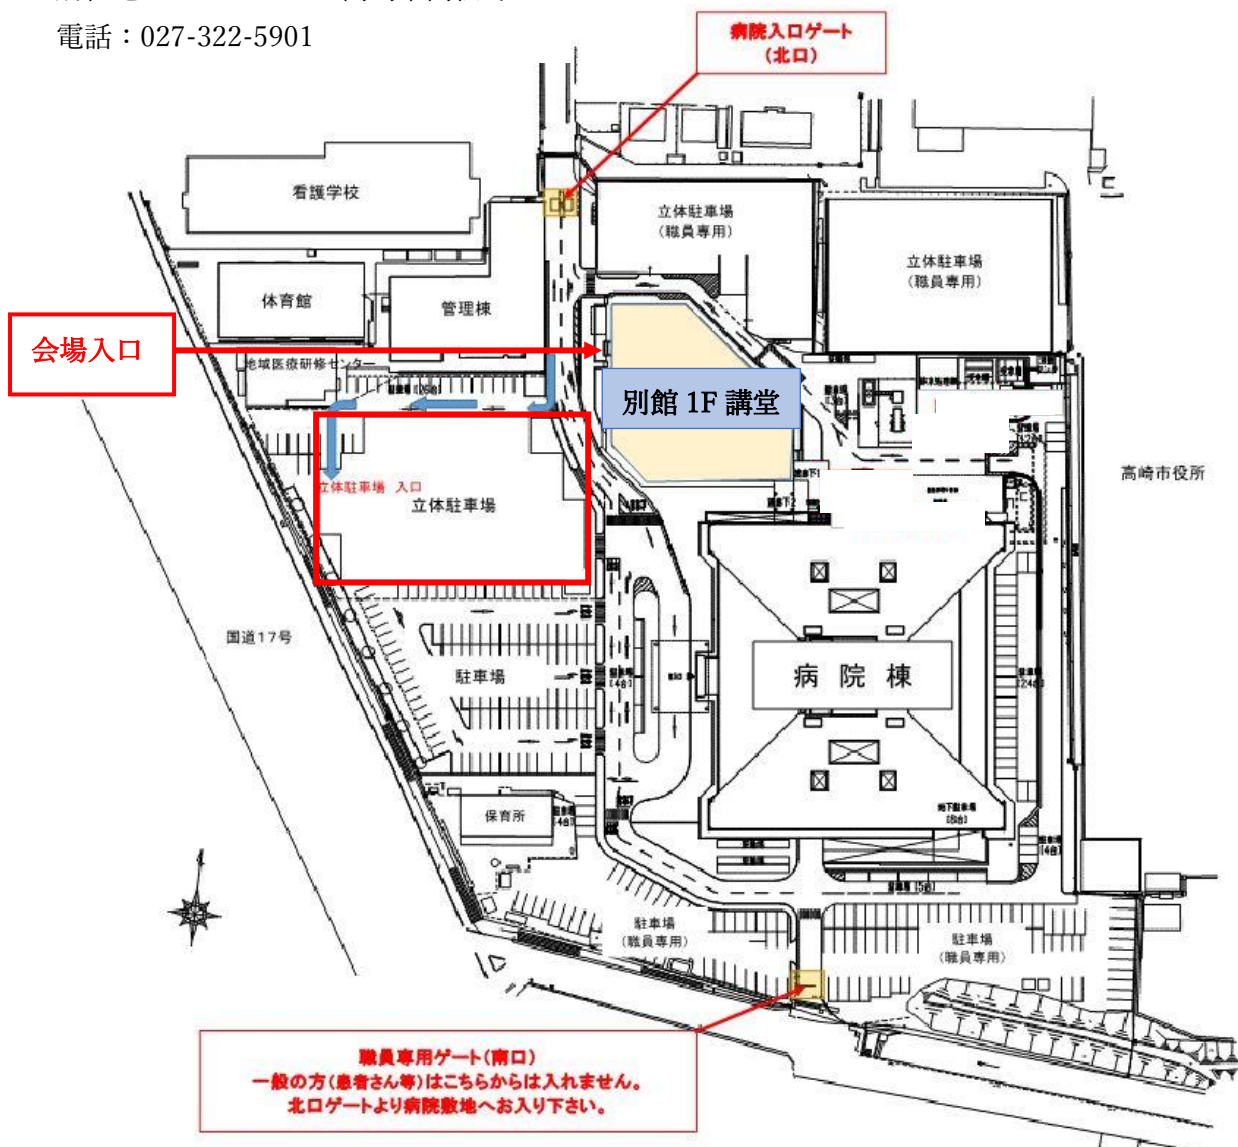 電話：027-322-5901
病院入口ゲート
(北口)
看護学校
立体駐車場
(職員専用)
立体駐車場
(職員専用)
体育館
管理棟
会場入口
地域医療研修センター
別館 1F 講堂
高崎市役所
立体駐車場 入口
立体駐車場
国道17号
駐車場
病院棟
保育所
地下駐車場
[8台]
駐車場
(職員専用)
駐車場
(職員専用)
職員専用ゲート(南口)
一般の方(患者さん等)はこちらからは入れません。
北口ゲートより病院敷地へお入り下さい。